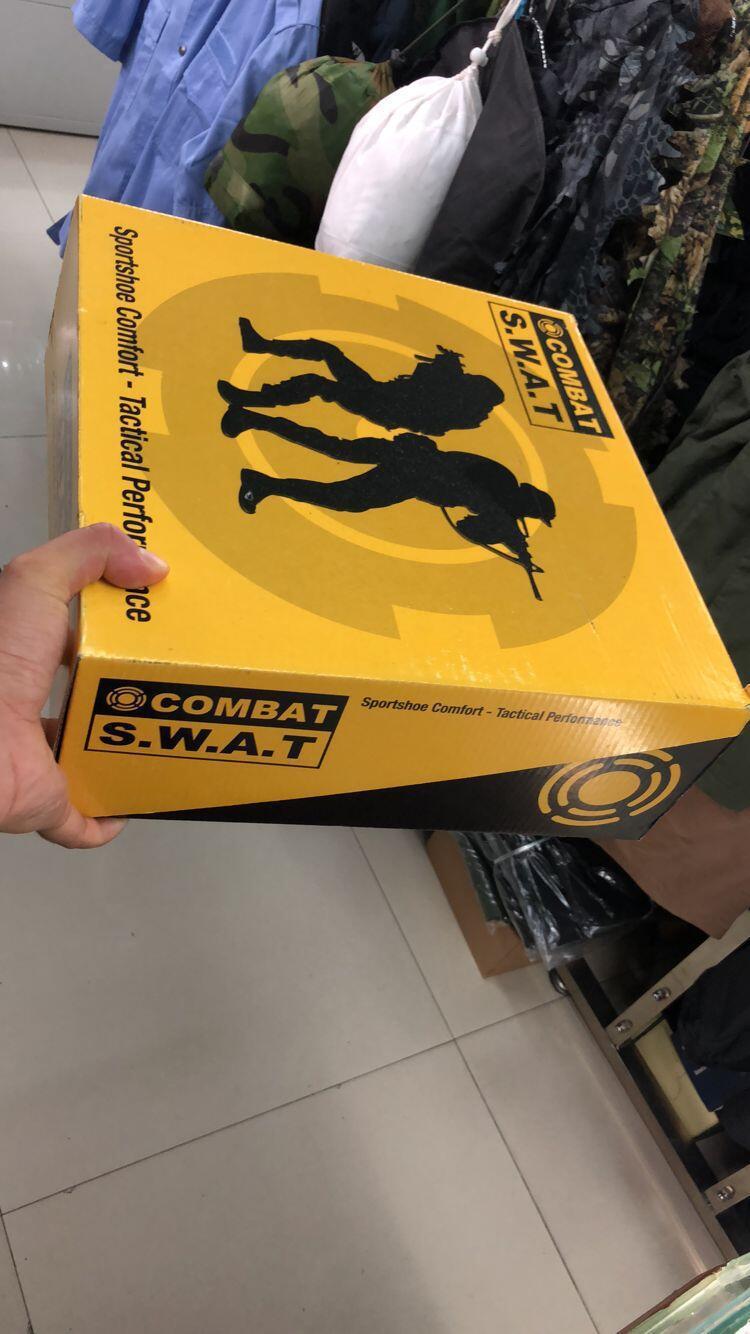 COMBAT
S.W.A.T
Sportshoe Comfort - Tactical Performance
COMBAT
S.W.A.T
Sportshoe Comfort - Tactical Performance